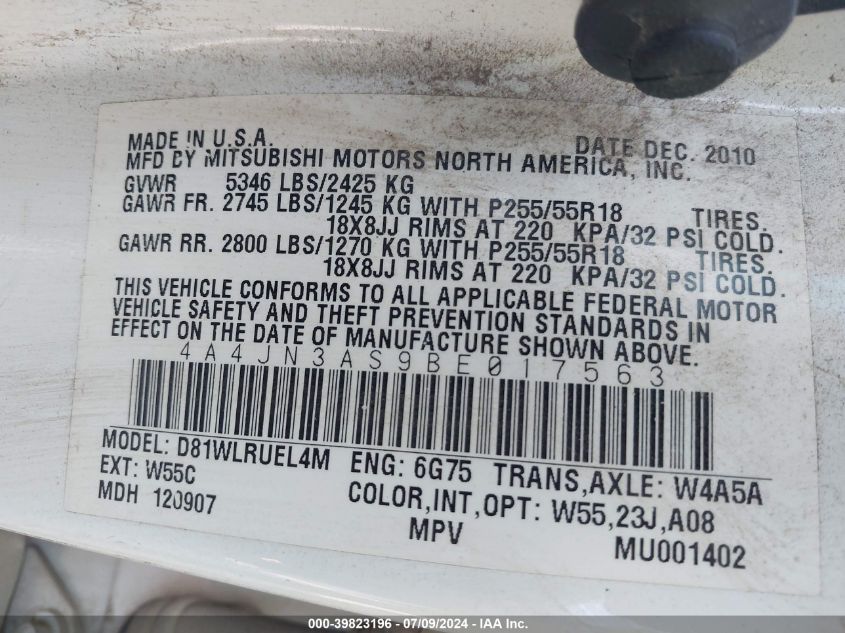 MADE IN U.S.A. DATE DEC. 2010
MFD BY MITSUBISHI MOTORS NORTH AMERICA, INC.
GVWR 5346 LBS/2425 KG
GAWR FR. 2745 LBS/1245 KG WITH P255/55R18 TIRES.
18X8JJ RIMS AT 220 KPA/32 PSI COLD.
GAWR RR. 2800 LBS/1270 KG WITH P255/55R18 TIRES.
18X8JJ RIMS AT 220 KPA/32 PSI COLD.
THIS VEHICLE CONFORMS TO ALL APPLICABLE FEDERAL MOTOR
VEHICLE SAFETY AND THEFT PREVENTION STANDARDS IN
EFFECT ON THE DATE OF MANUFACTURE SHOWN ABOVE.
4A4JN3AS9BE017563
MODEL: D81WLRUEL4M ENG: 6G75 TRANS,AXLE: W4A5A
EXT: W55C COLOR,INT,OPT: W55,23J,A08
MDH 120907 MPV MU001402
000-39823196 - 07/09/2024 - IAA Inc.